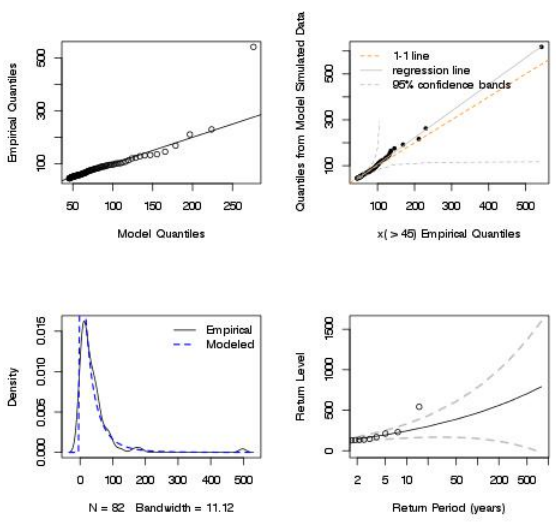 Empirical Quantiles
100 300 500
50 100 150 200 250
Model Quantiles
Quantiles from Model Simulated Data
100 300 500
1-1 line
regression line
95% confidence bands
0 100 200 300 400 500
x( > 45) Empirical Quantiles
Density
0.000 0.005 0.010 0.015
Empirical
Modeled
0 100 200 300 400 500
N = 82 Bandwidth = 11.12
Return Level
0 500 1000 1500
2 5 10 50 200 500
Return Period (years)